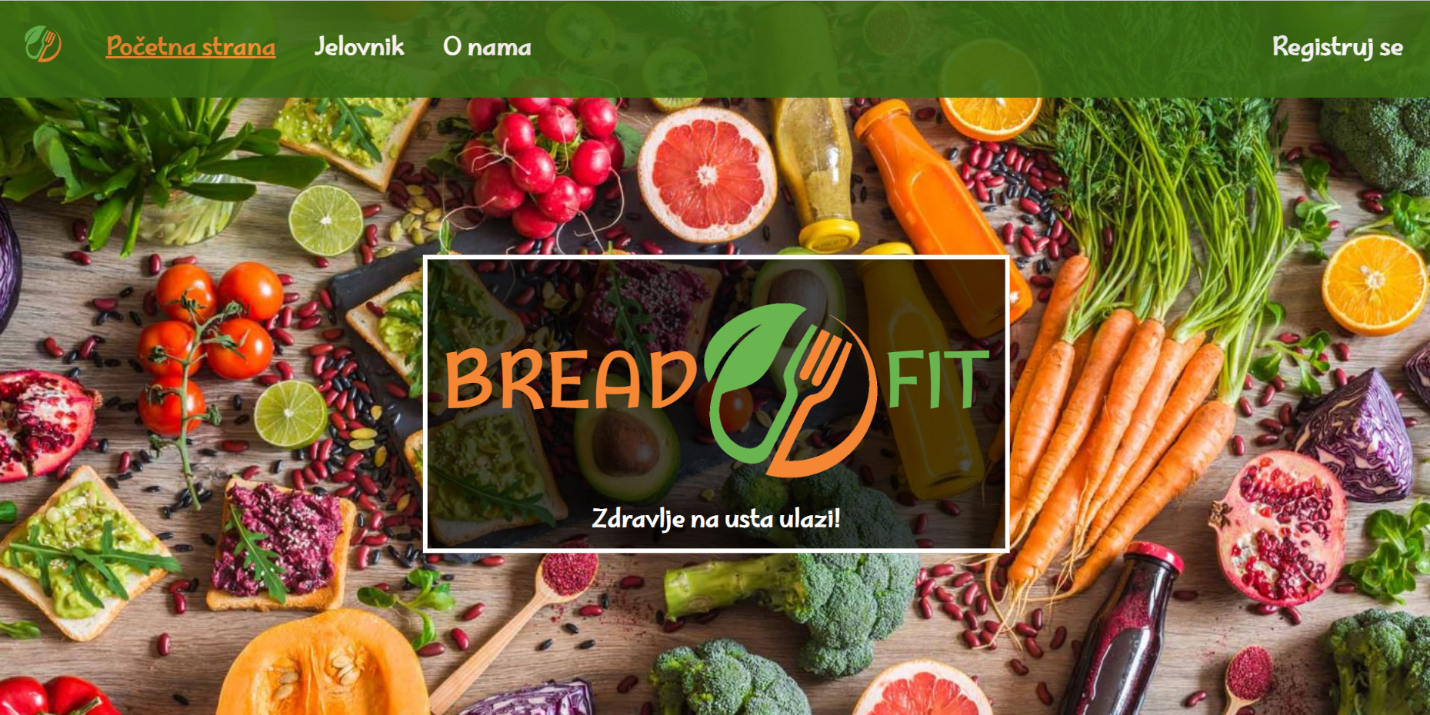 Početna strana
Jelovnik
O nama
Registruj se
BREAD FIT
Zdravlje na usta ulazi!